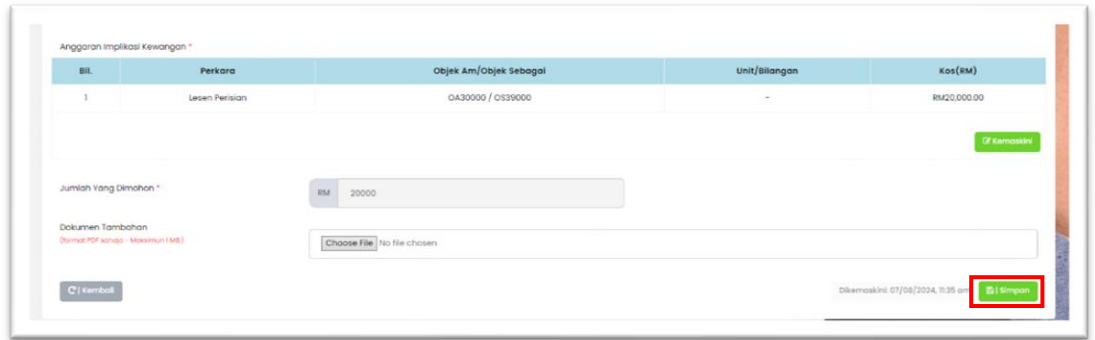 Anggaran Implikasi Kewangan *
Bil. Perkara Objek Am/Objek Sebagai Unit/Bilangan Kos(RM)
1 Lesen Perisian OA30000 / OS39000 - RM20,000.00
Kemaskini
Jumlah Yang Dimohon *
RM 20000
Dokumen Tambahan
(format PDF sahaja - Maksimun 1 MB.)
Choose File No file chosen
| Kembali
Dikemaskini: 07/08/2024, 11:35 am
| Simpan